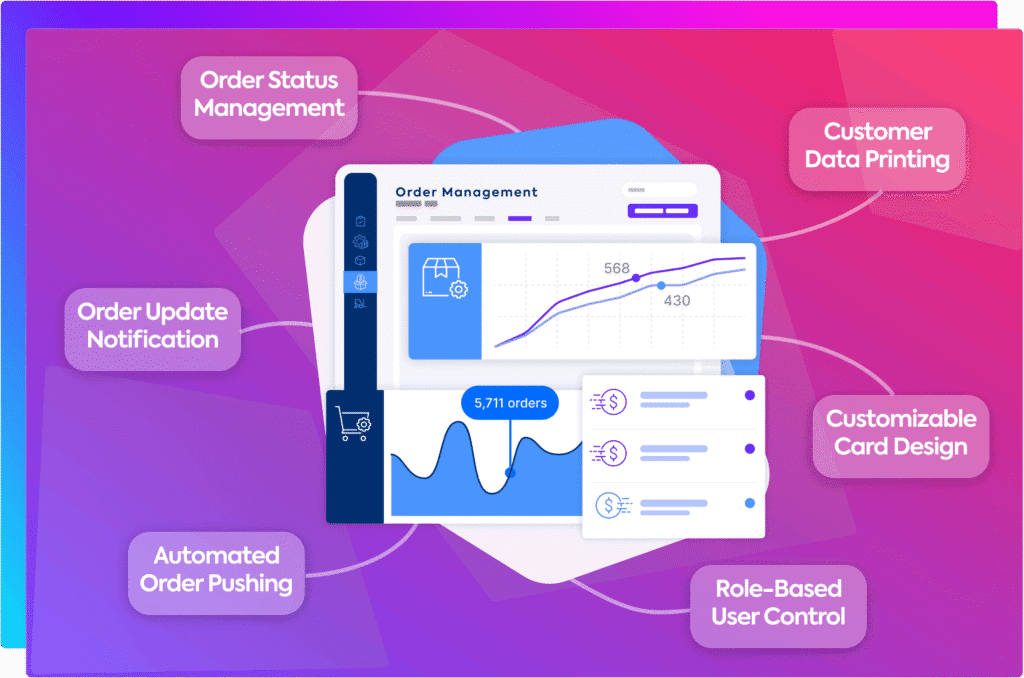 Order Status
Management
Customer
Data Printing
Order Management
568
430
Order Update
Notification
5,711 orders
Customizable
Card Design
Automated
Order Pushing
Role-Based
User Control